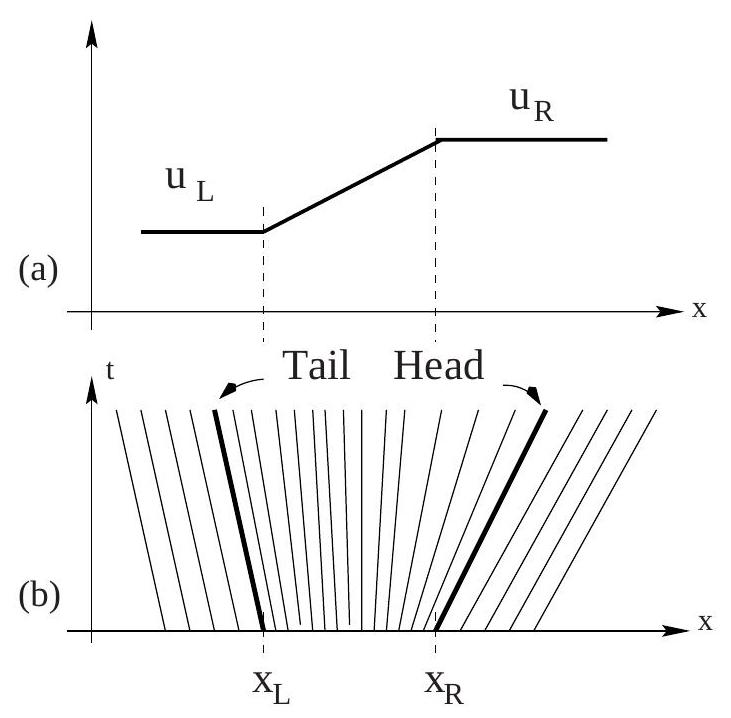 u_R
u_L
(a)
x
t
Tail Head
(b)
x
x_L x_R